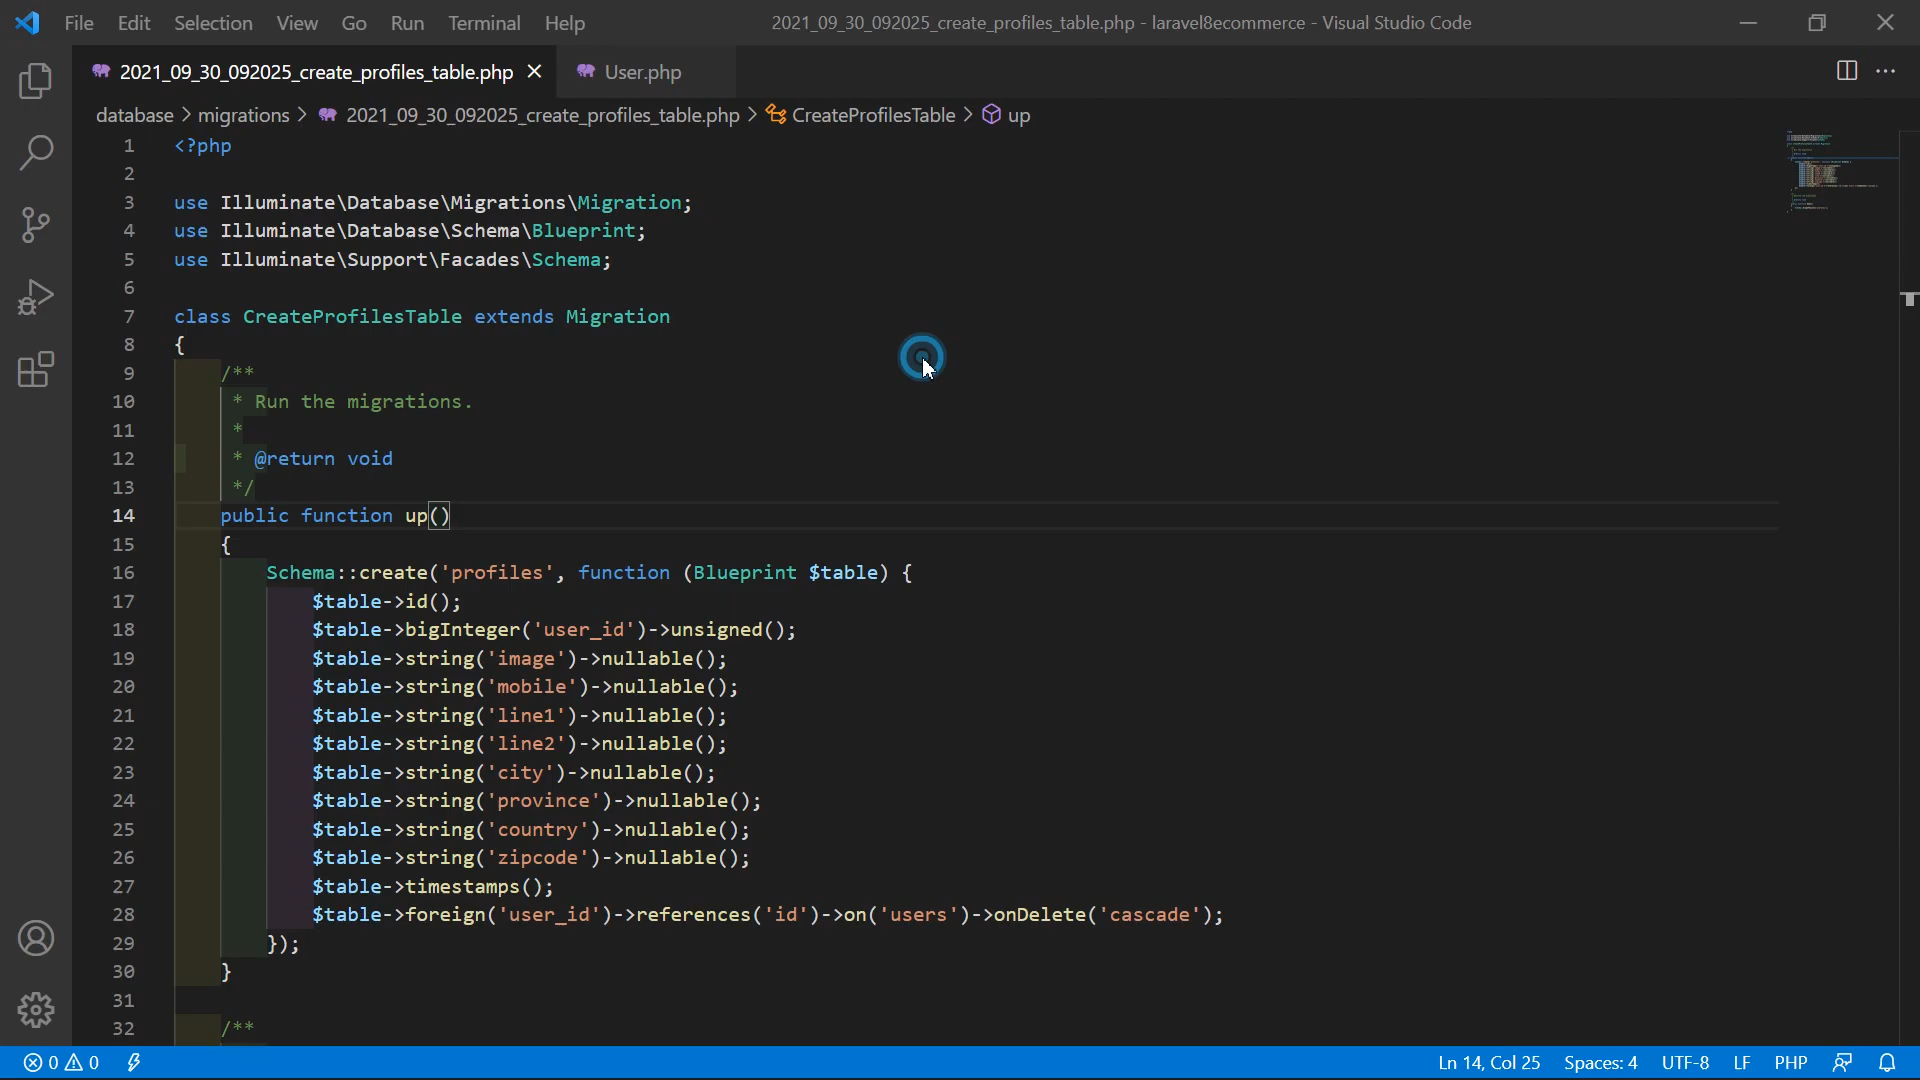 File Edit Selection View Go Run Terminal Help 2021_09_30_092025_create_profiles_table.php - laravel8ecommerce - Visual Studio Code
2021_09_30_092025_create_profiles_table.php User.php
database > migrations > 2021_09_30_092025_create_profiles_table.php > CreateProfilesTable > up
1 <?php
2
3 use Illuminate\Database\Migrations\Migration;
4 use Illuminate\Database\Schema\Blueprint;
5 use Illuminate\Support\Facades\Schema;
6
7 class CreateProfilesTable extends Migration
8 {
9 /**
10 * Run the migrations.
11 *
12 * @return void
13 */
14 public function up()
15 {
16 Schema::create('profiles', function (Blueprint $table) {
17 $table->id();
18 $table->bigInteger('user_id')->unsigned();
19 $table->string('image')->nullable();
20 $table->string('mobile')->nullable();
21 $table->string('line1')->nullable();
22 $table->string('line2')->nullable();
23 $table->string('city')->nullable();
24 $table->string('province')->nullable();
25 $table->string('country')->nullable();
26 $table->string('zipcode')->nullable();
27 $table->timestamps();
28 $table->foreign('user_id')->references('id')->on('users')->onDelete('cascade');
29 });
30 }
31
32 /**
0 0 Ln 14, Col 25 Spaces: 4 UTF-8 LF PHP